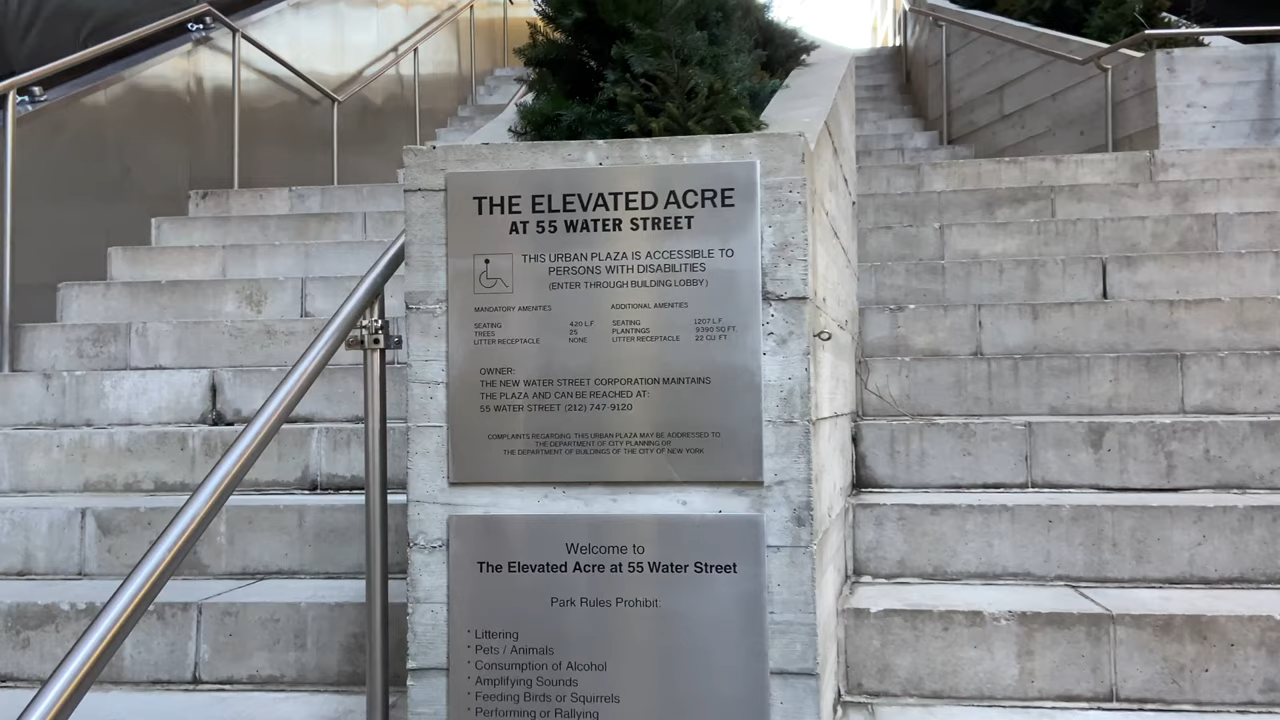 THE ELEVATED ACRE
AT 55 WATER STREET
THIS URBAN PLAZA IS ACCESSIBLE TO
PERSONS WITH DISABILITIES
(ENTER THROUGH BUILDING LOBBY)
MANDATORY AMENITIES
SEATING 420 L.F.
TREES 25
LITTER RECEPTACLE NONE
ADDITIONAL AMENITIES
SEATING 1207 L.F.
PLANTINGS 9390 SQ FT.
LITTER RECEPTACLE 22 CU. FT.
OWNER:
THE NEW WATER STREET CORPORATION MAINTAINS
THE PLAZA AND CAN BE REACHED AT:
55 WATER STREET (212) 747-9120
COMPLAINTS REGARDING THIS URBAN PLAZA MAY BE ADDRESSED TO
THE DEPARTMENT OF CITY PLANNING OR
THE DEPARTMENT OF BUILDINGS OF THE CITY OF NEW YORK
Welcome to
The Elevated Acre at 55 Water Street
Park Rules Prohibit:
* Littering
* Pets / Animals
* Consumption of Alcohol
* Amplifying Sounds
* Feeding Birds or Squirrels
* Performing or Rallying